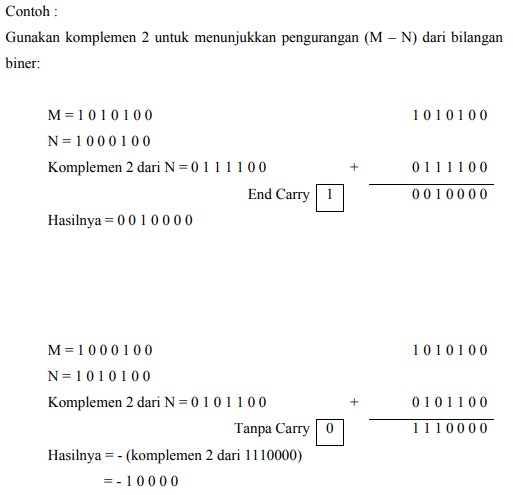 Contoh :
Gunakan komplemen 2 untuk menunjukkan pengurangan (M – N) dari bilangan
biner:
M = 1 0 1 0 1 0 0 1 0 1 0 1 0 0
N = 1 0 0 0 1 0 0
Komplemen 2 dari N = 0 1 1 1 1 0 0 + 0 1 1 1 1 0 0
End Carry 1 0 0 1 0 0 0 0
Hasilnya = 0 0 1 0 0 0 0
M = 1 0 0 0 1 0 0 1 0 1 0 1 0 0
N = 1 0 1 0 1 0 0
Komplemen 2 dari N = 0 1 0 1 1 0 0 + 0 1 0 1 1 0 0
Tanpa Carry 0 1 1 1 0 0 0 0
Hasilnya = - (komplemen 2 dari 1110000)
= - 1 0 0 0 0